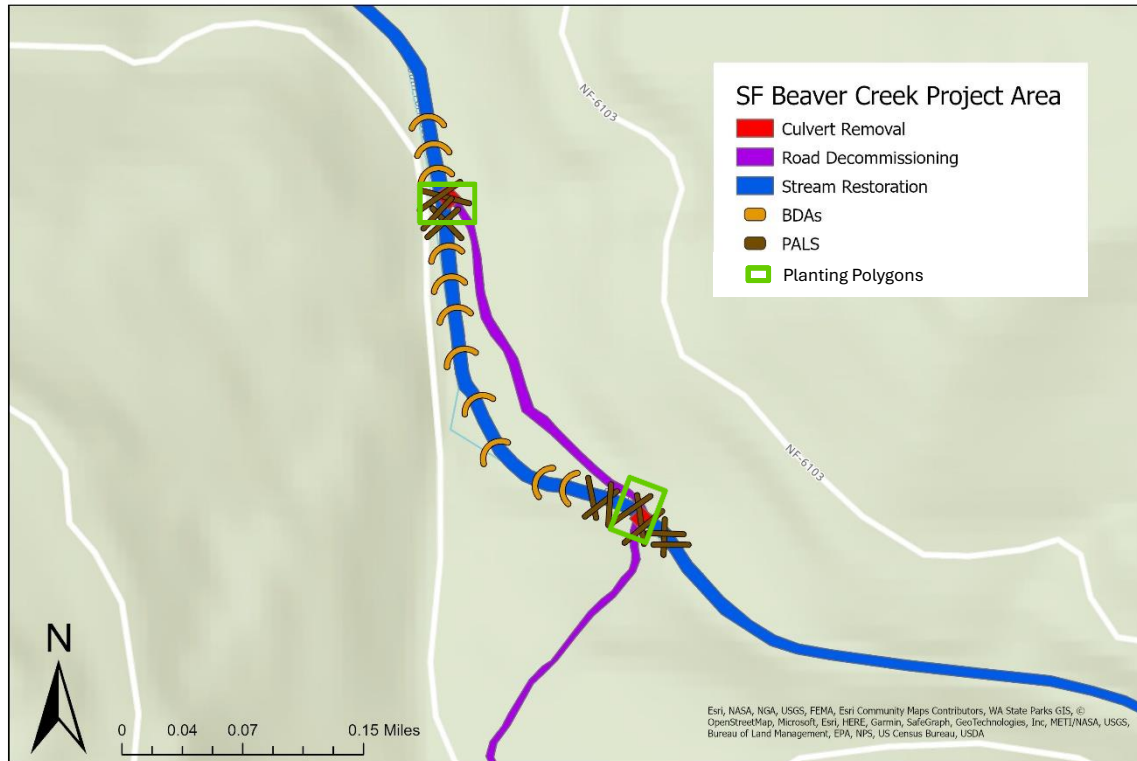 NF-6103
SF Beaver Creek Project Area
Culvert Removal
Road Decommissioning
Stream Restoration
BDAs
PALS
Planting Polygons
NF-6103
N
0 0.04 0.07 0.15 Miles
Esri, NASA, NGA, USGS, FEMA, Esri Community Maps Contributors, WA State Parks GIS, ©
OpenStreetMap, Microsoft, Esri, HERE, Garmin, SafeGraph, GeoTechnologies, Inc, METI/NASA, USGS,
Bureau of Land Management, EPA, NPS, US Census Bureau, USDA